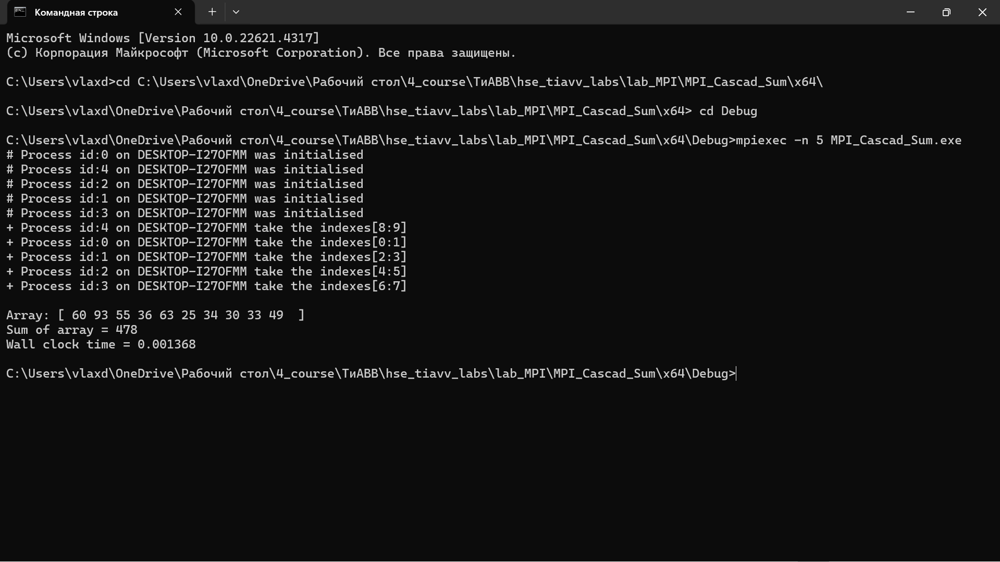 Командная строка
Microsoft Windows [Version 10.0.22621.4317]
(c) Корпорация Майкрософт (Microsoft Corporation). Все права защищены.
C:\Users\vlaxd>cd C:\Users\vlaxd\OneDrive\Рабочий стол\4_course\ТиАВВ\hse_tiavv_labs\lab_MPI\MPI_Cascad_Sum\x64\
C:\Users\vlaxd\OneDrive\Рабочий стол\4_course\ТиАВВ\hse_tiavv_labs\lab_MPI\MPI_Cascad_Sum\x64> cd Debug
C:\Users\vlaxd\OneDrive\Рабочий стол\4_course\ТиАВВ\hse_tiavv_labs\lab_MPI\MPI_Cascad_Sum\x64\Debug>mpiexec -n 5 MPI_Cascad_Sum.exe
# Process id:0 on DESKTOP-I27OFMM was initialised
# Process id:4 on DESKTOP-I27OFMM was initialised
# Process id:2 on DESKTOP-I27OFMM was initialised
# Process id:1 on DESKTOP-I27OFMM was initialised
# Process id:3 on DESKTOP-I27OFMM was initialised
+ Process id:4 on DESKTOP-I27OFMM take the indexes[8:9]
+ Process id:0 on DESKTOP-I27OFMM take the indexes[0:1]
+ Process id:1 on DESKTOP-I27OFMM take the indexes[2:3]
+ Process id:2 on DESKTOP-I27OFMM take the indexes[4:5]
+ Process id:3 on DESKTOP-I27OFMM take the indexes[6:7]
Array: [ 60 93 55 36 63 25 34 30 33 49  ]
Sum of array = 478
Wall clock time = 0.001368
C:\Users\vlaxd\OneDrive\Рабочий стол\4_course\ТиАВВ\hse_tiavv_labs\lab_MPI\MPI_Cascad_Sum\x64\Debug>